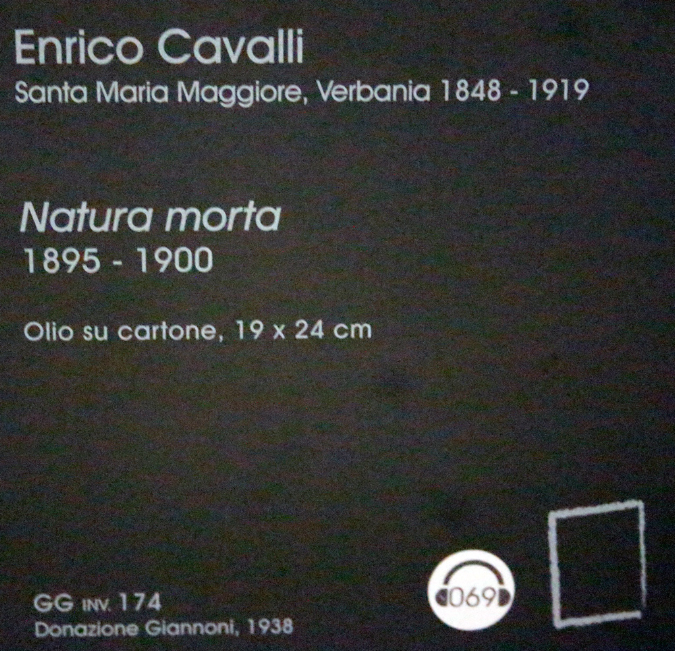 Enrico Cavalli
Santa Maria Maggiore, Verbania 1848 - 1919
Natura morta
1895 - 1900
Olio su cartone, 19 x 24 cm
GG INV. 174
Donazione Giannoni, 1938
069